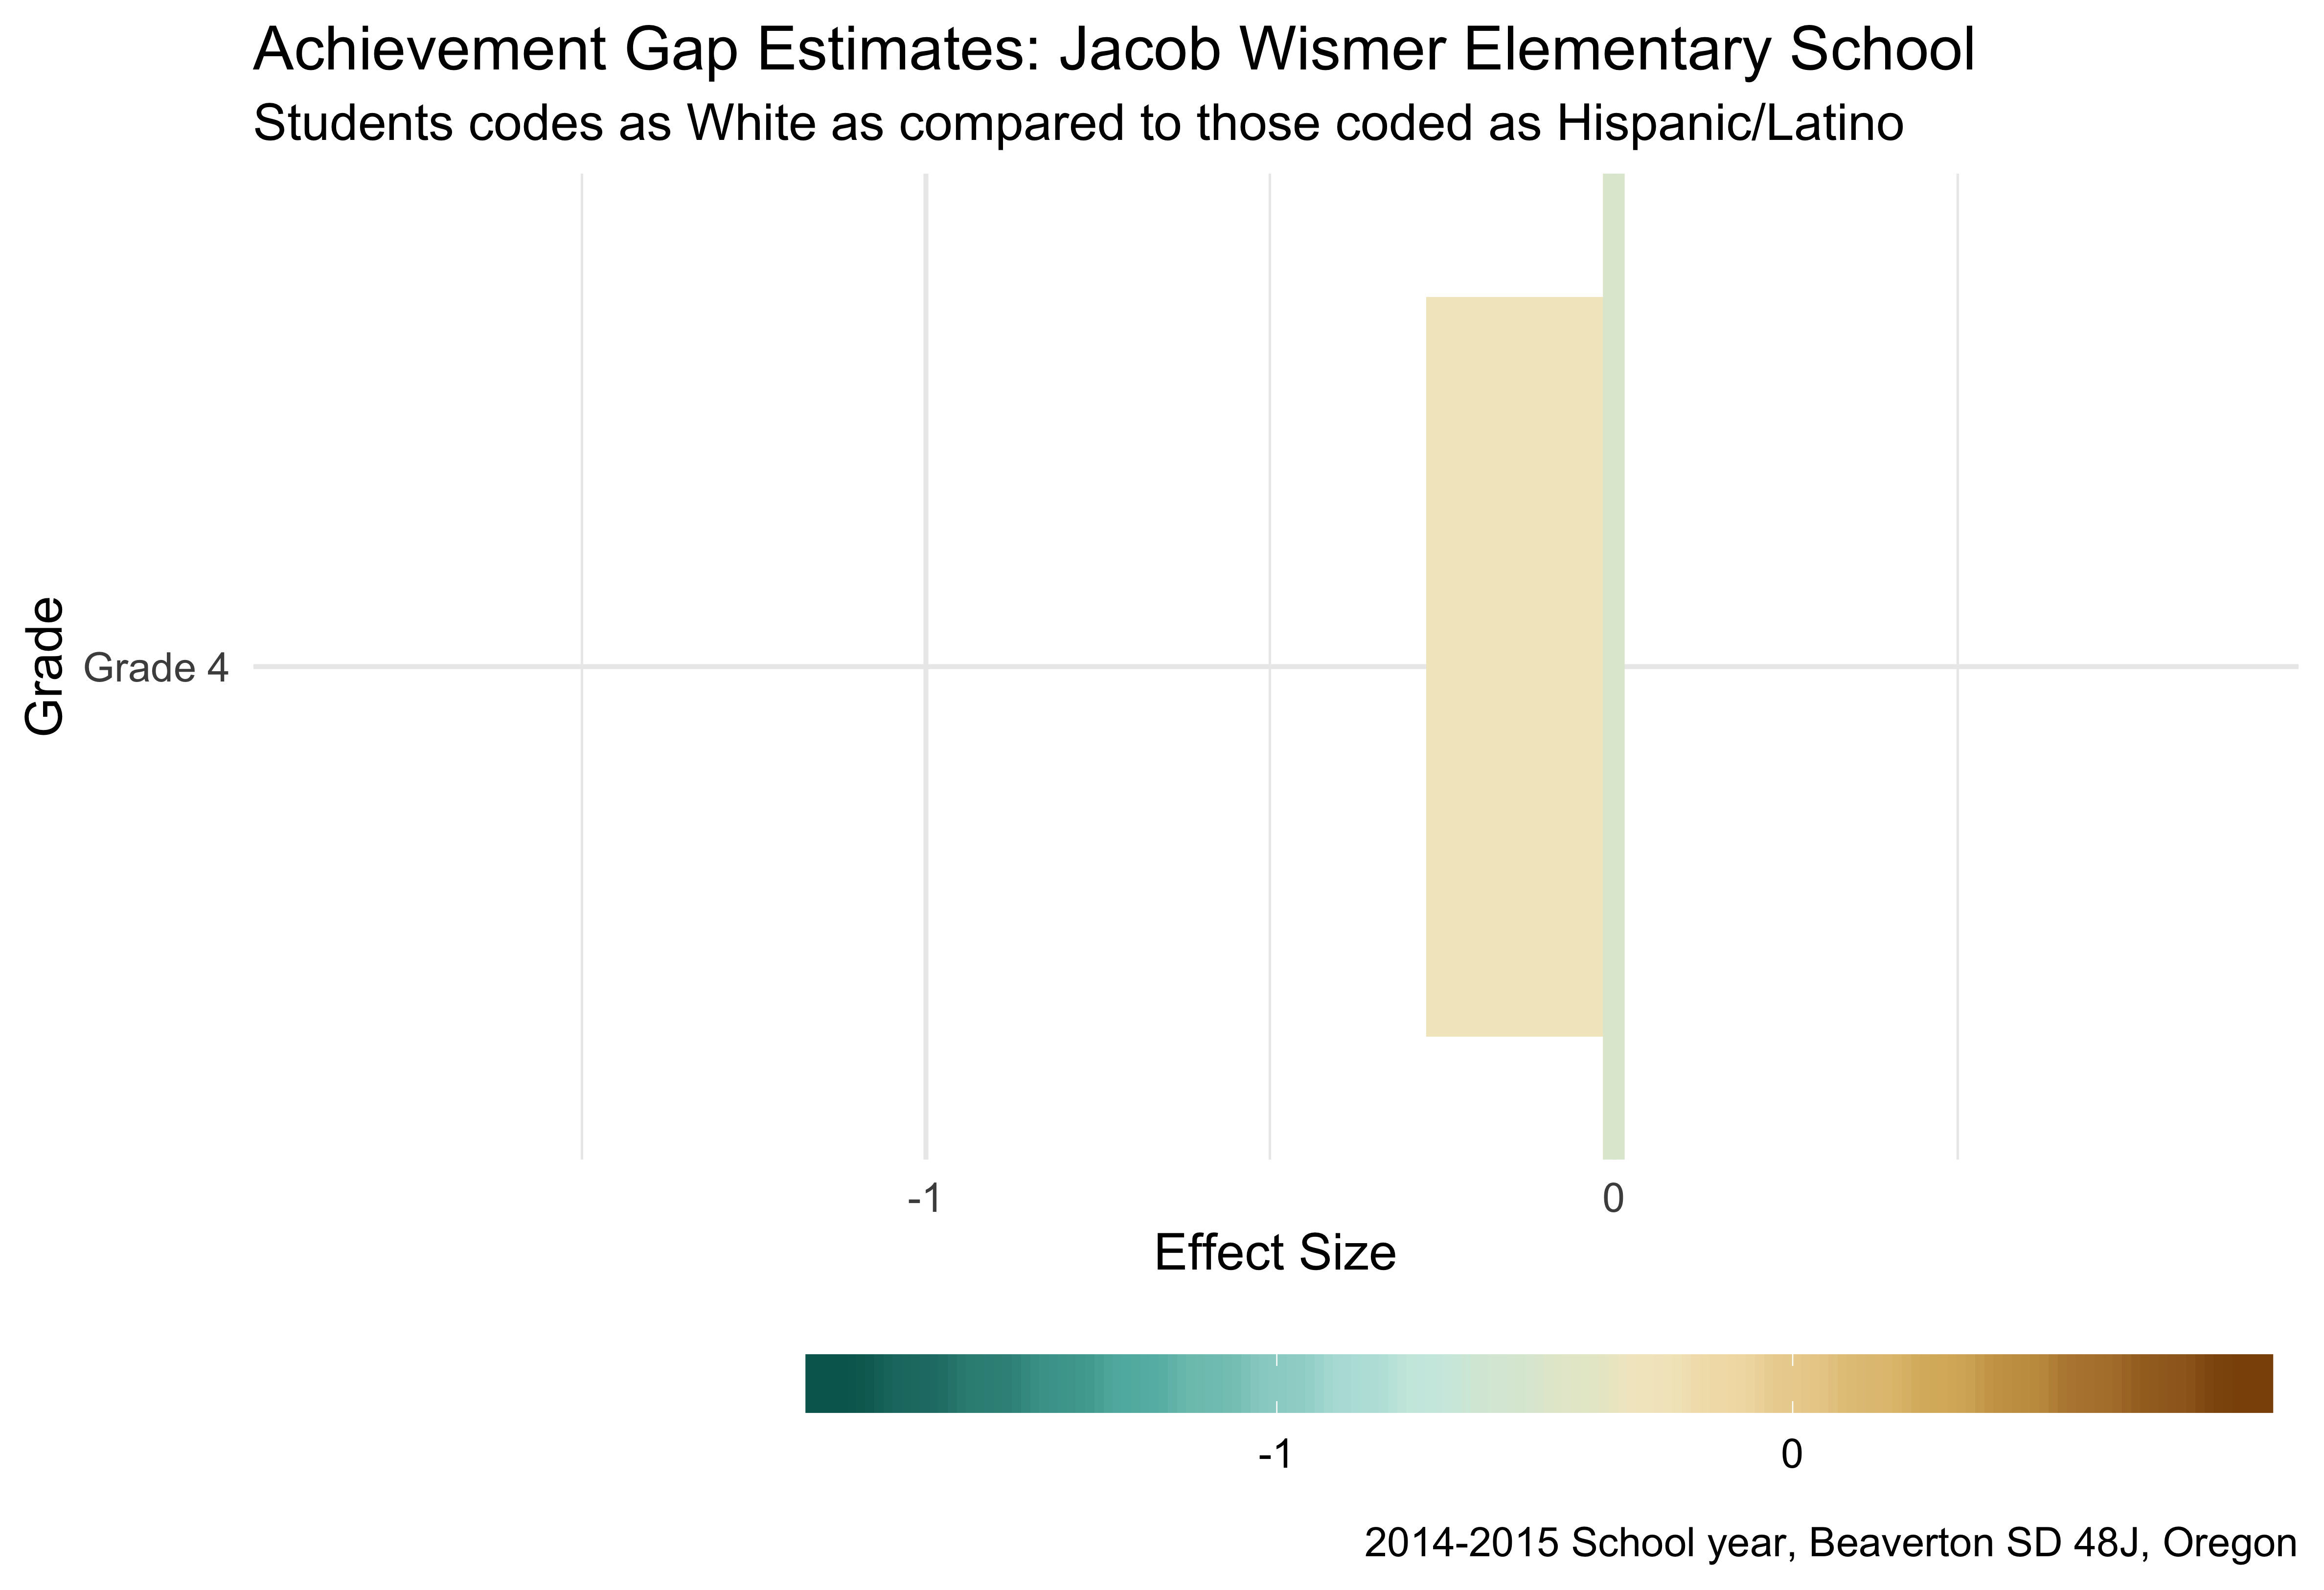 Achievement Gap Estimates: Jacob Wismer Elementary School
Students codes as White as compared to those coded as Hispanic/Latino
Grade
Grade 4
-1 0
Effect Size
-1 0
2014-2015 School year, Beaverton SD 48J, Oregon